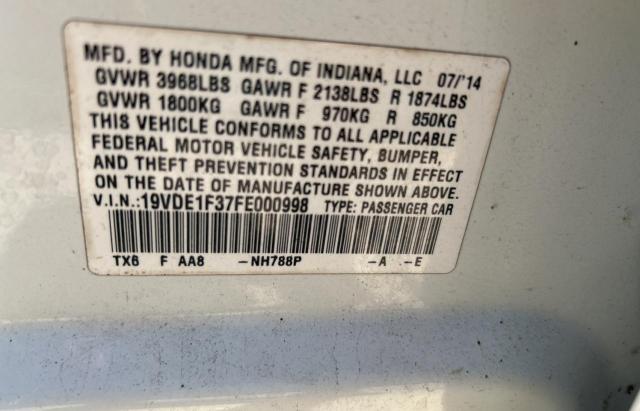 MFD. BY HONDA MFG. OF INDIANA, LLC 07/'14
GVWR 3968LBS GAWR F 2138LBS R 1874LBS
GVWR 1800KG GAWR F 970KG R 850KG
THIS VEHICLE CONFORMS TO ALL APPLICABLE
FEDERAL MOTOR VEHICLE SAFETY, BUMPER,
AND THEFT PREVENTION STANDARDS IN EFFECT
ON THE DATE OF MANUFACTURE SHOWN ABOVE.
V.I.N.:19VDE1F37FE000998 TYPE: PASSENGER CAR
TX6 F AA8 -NH788P -A -E